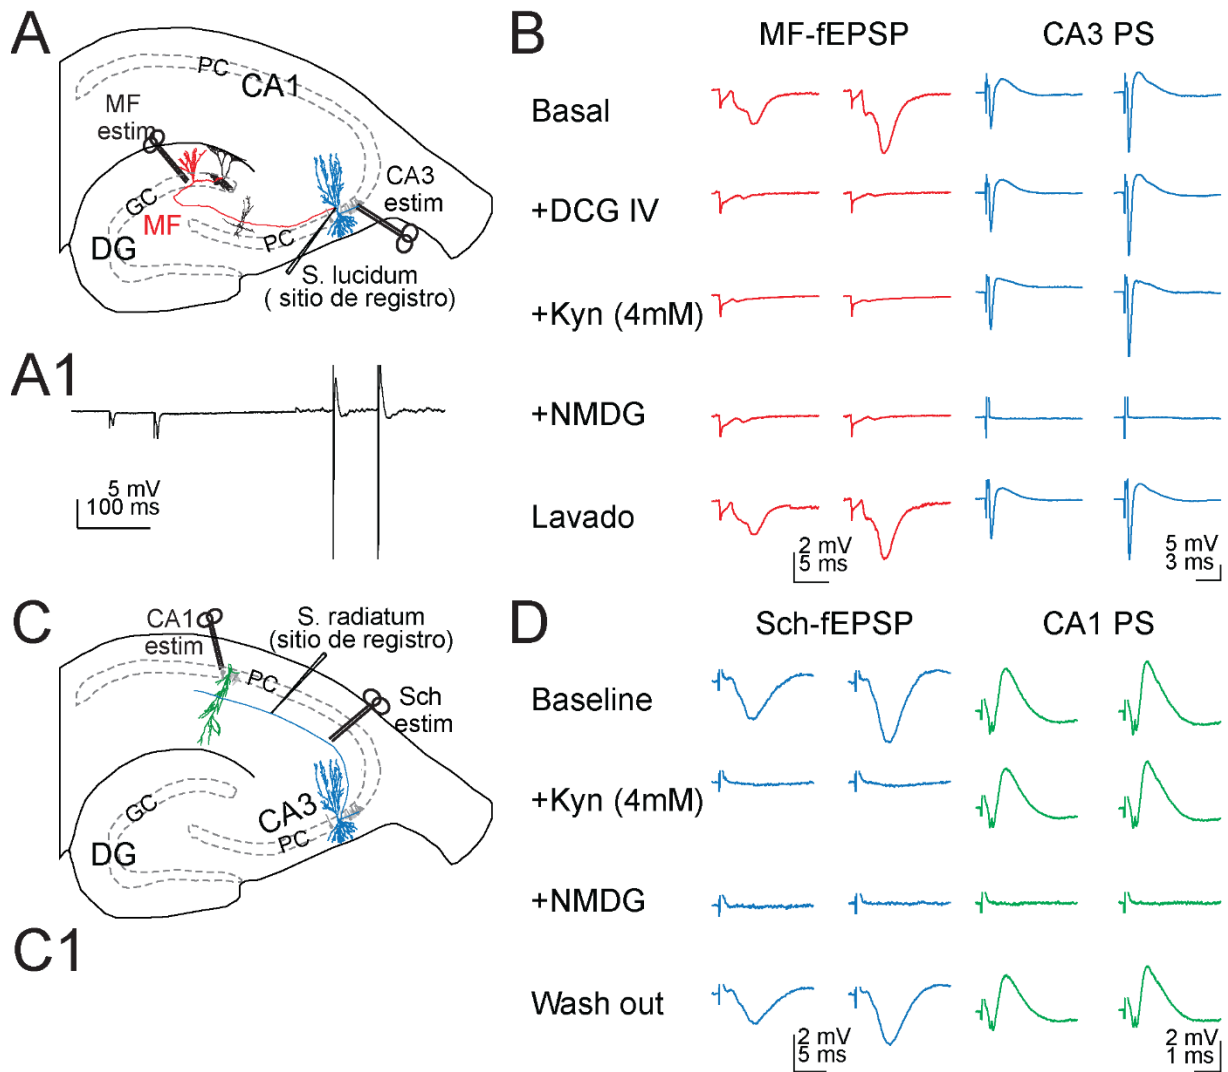 A
PC
CA1
MF
estim
CA3
estim
GC
MF
DG
PC
S. lucidum
( sitio de registro)
A1
5 mV
100 ms
B
MF-fEPSP
CA3 PS
Basal
+DCG IV
+Kyn (4mM)
+NMDG
Lavado
2 mV
5 ms
5 mV
3 ms
C
CA1
estim
S. radiatum
(sitio de registro)
PC
Sch
estim
GC
CA3
PC
DG
C1
D
Sch-fEPSP
CA1 PS
Baseline
+Kyn (4mM)
+NMDG
Wash out
2 mV
5 ms
2 mV
1 ms